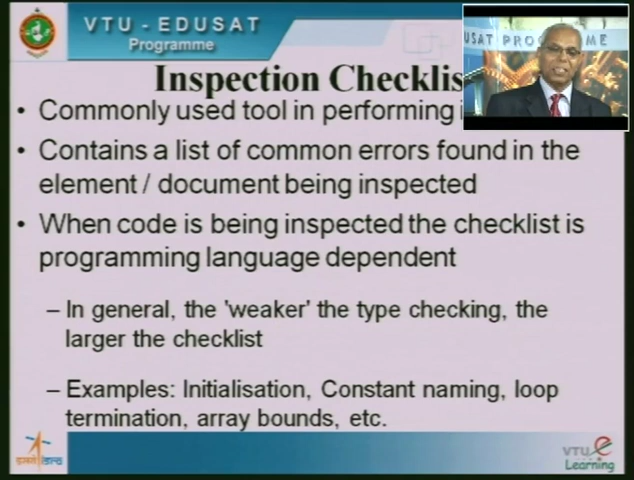 VTU - EDUSAT
Programme
USAT PRO
ME
Inspection Checklis
• Commonly used tool in performing i
• Contains a list of common errors found in the
element / document being inspected
• When code is being inspected the checklist is
programming language dependent
– In general, the 'weaker' the type checking, the
larger the checklist
– Examples: Initialisation, Constant naming, loop
termination, array bounds, etc.
VTU e
Learning